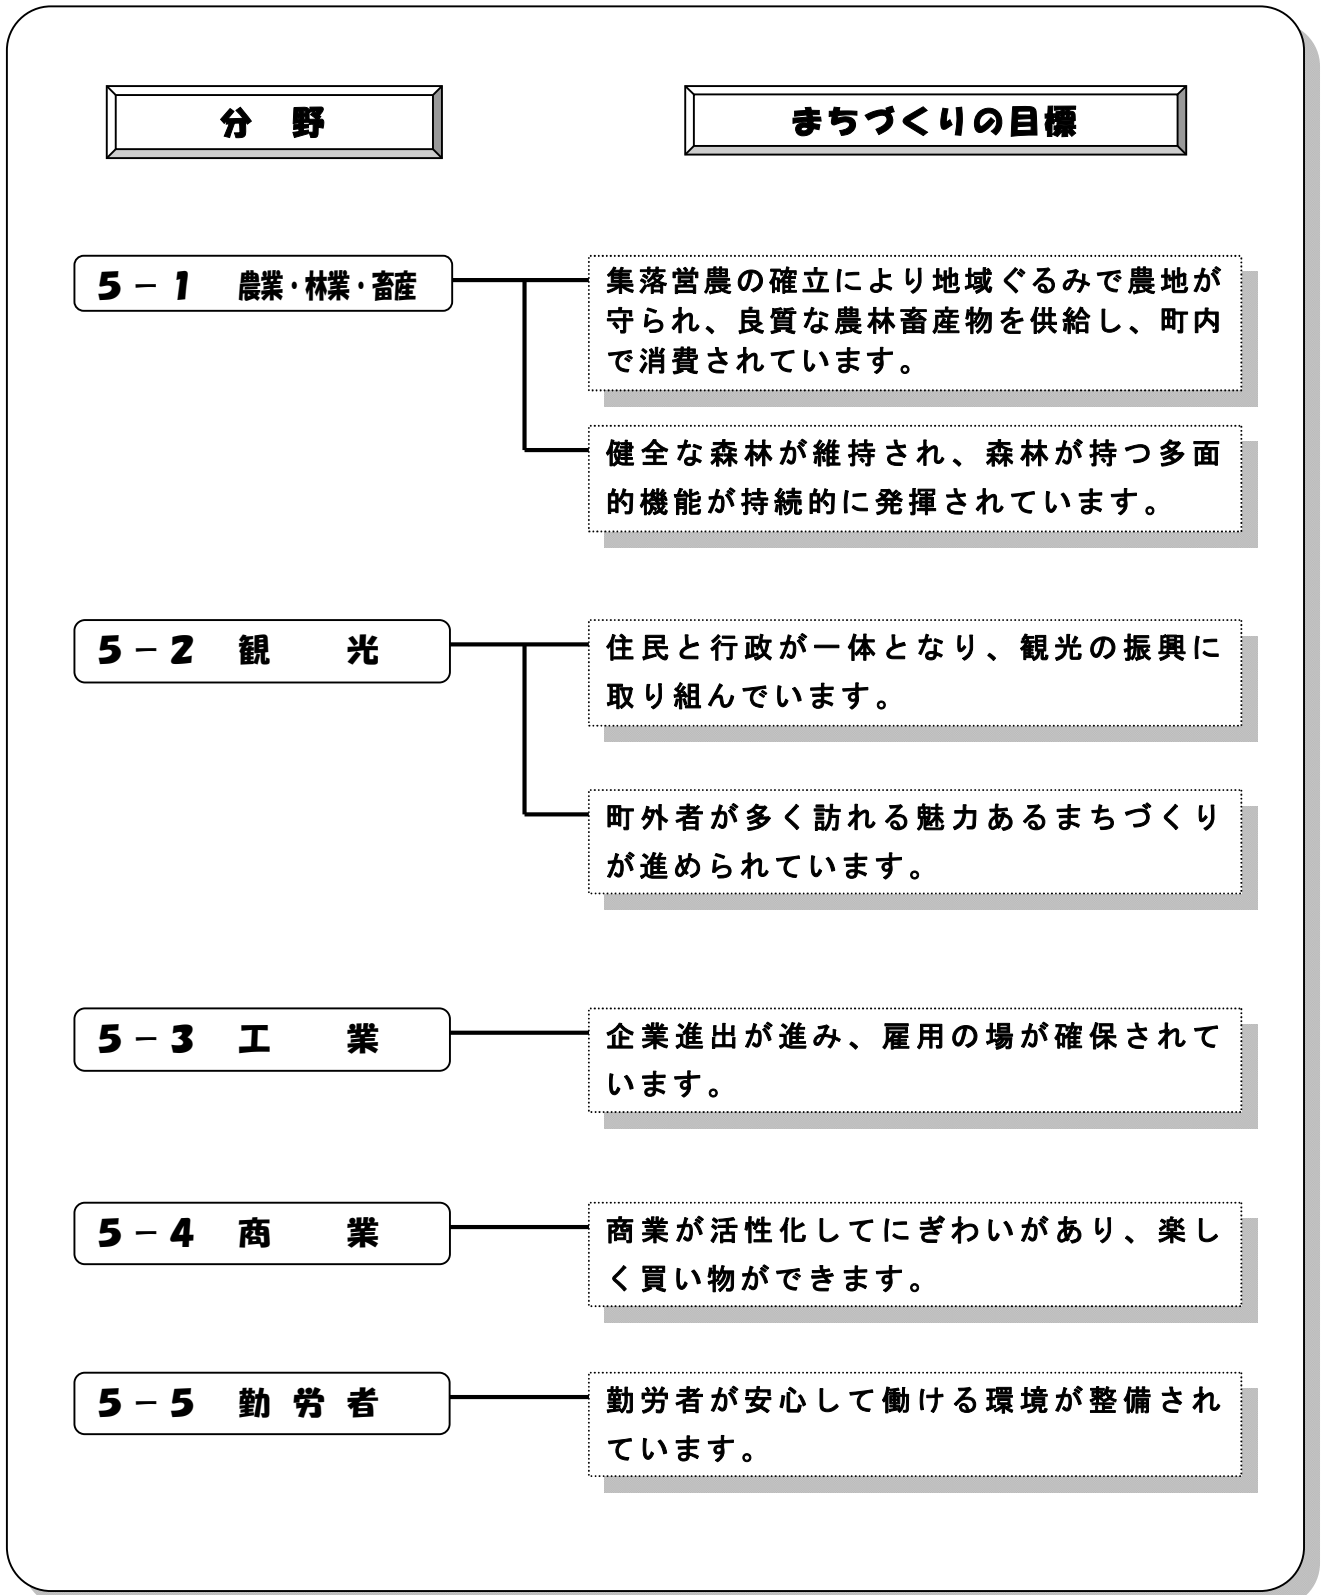 分　野
まちづくりの目標
５－１　農業・林業・畜産
集落営農の確立により地域ぐるみで農地が
守られ、良質な農林畜産物を供給し、町内
で消費されています。
健全な森林が維持され、森林が持つ多面
的機能が持続的に発揮されています。
５－２　観　　光
住民と行政が一体となり、観光の振興に
取り組んでいます。
町外者が多く訪れる魅力あるまちづくり
が進められています。
５－３　工　　業
企業進出が進み、雇用の場が確保されて
います。
５－４　商　　業
商業が活性化してにぎわいがあり、楽し
く買い物ができます。
５－５　勤 労 者
勤労者が安心して働ける環境が整備され
ています。